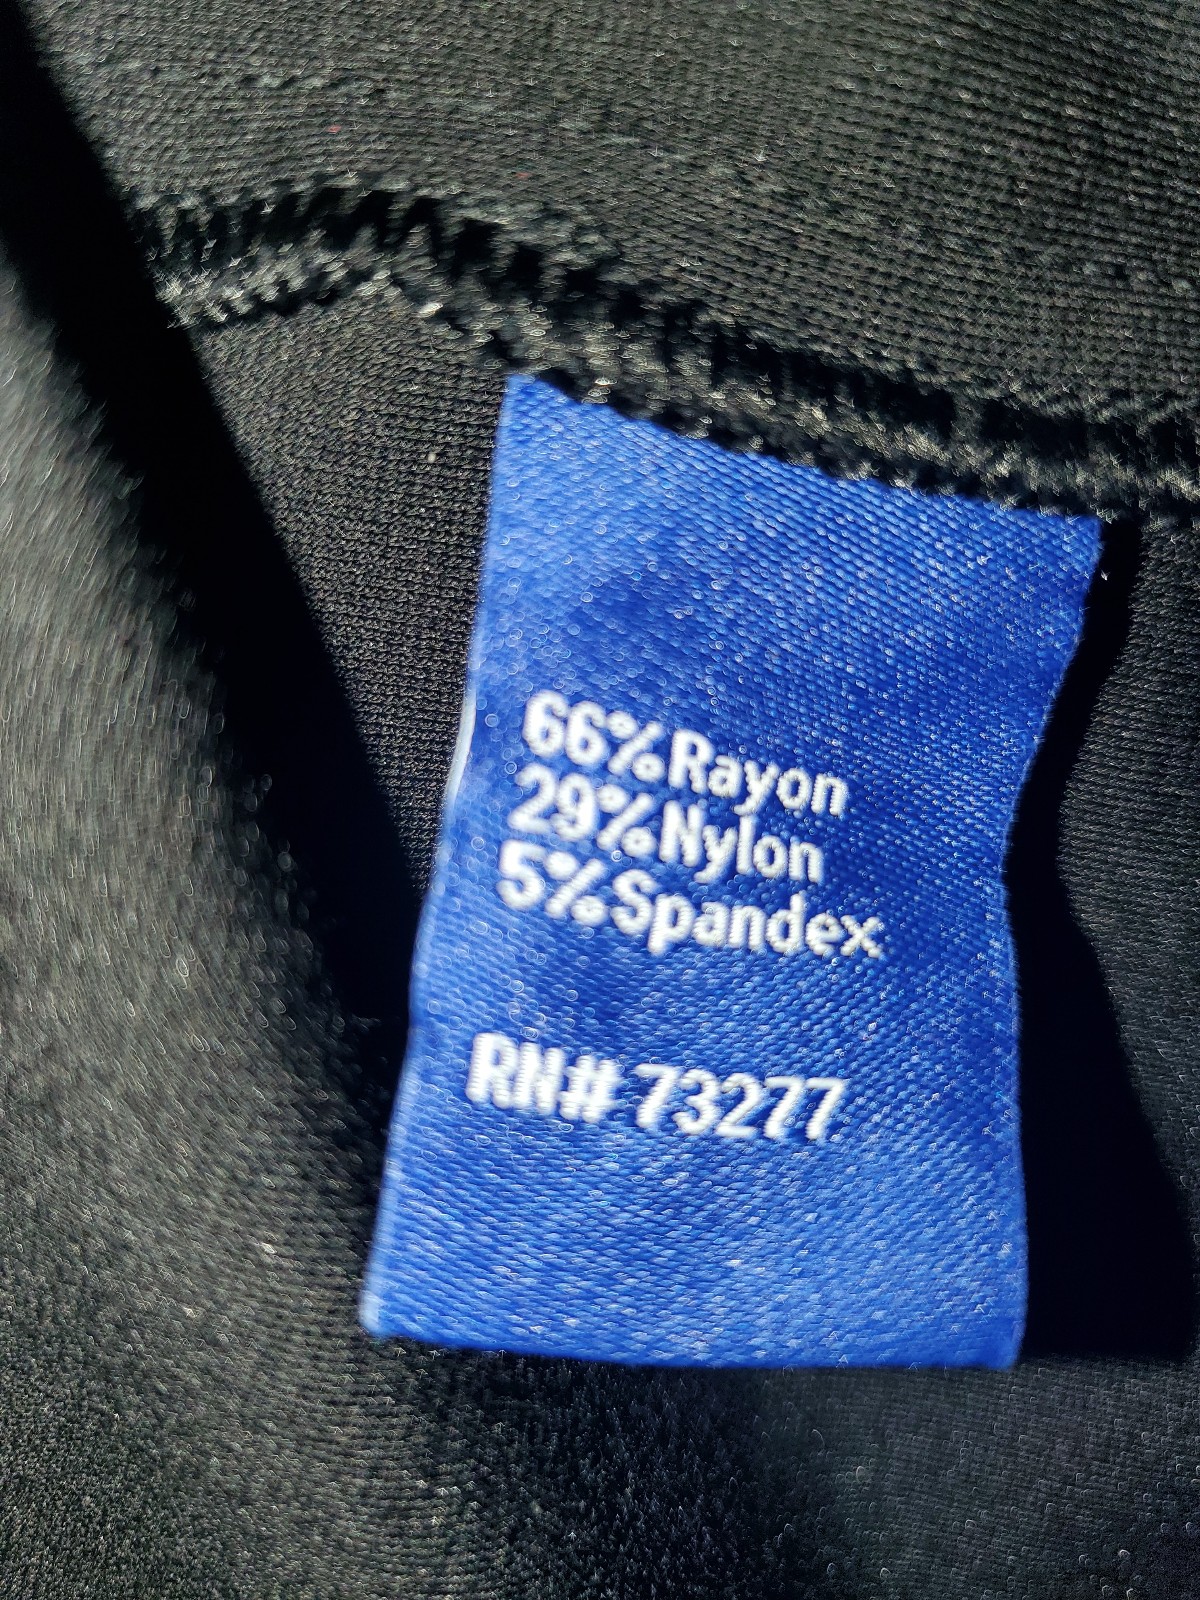 66% Rayon
29% Nylon
5% Spandex
RN# 73277